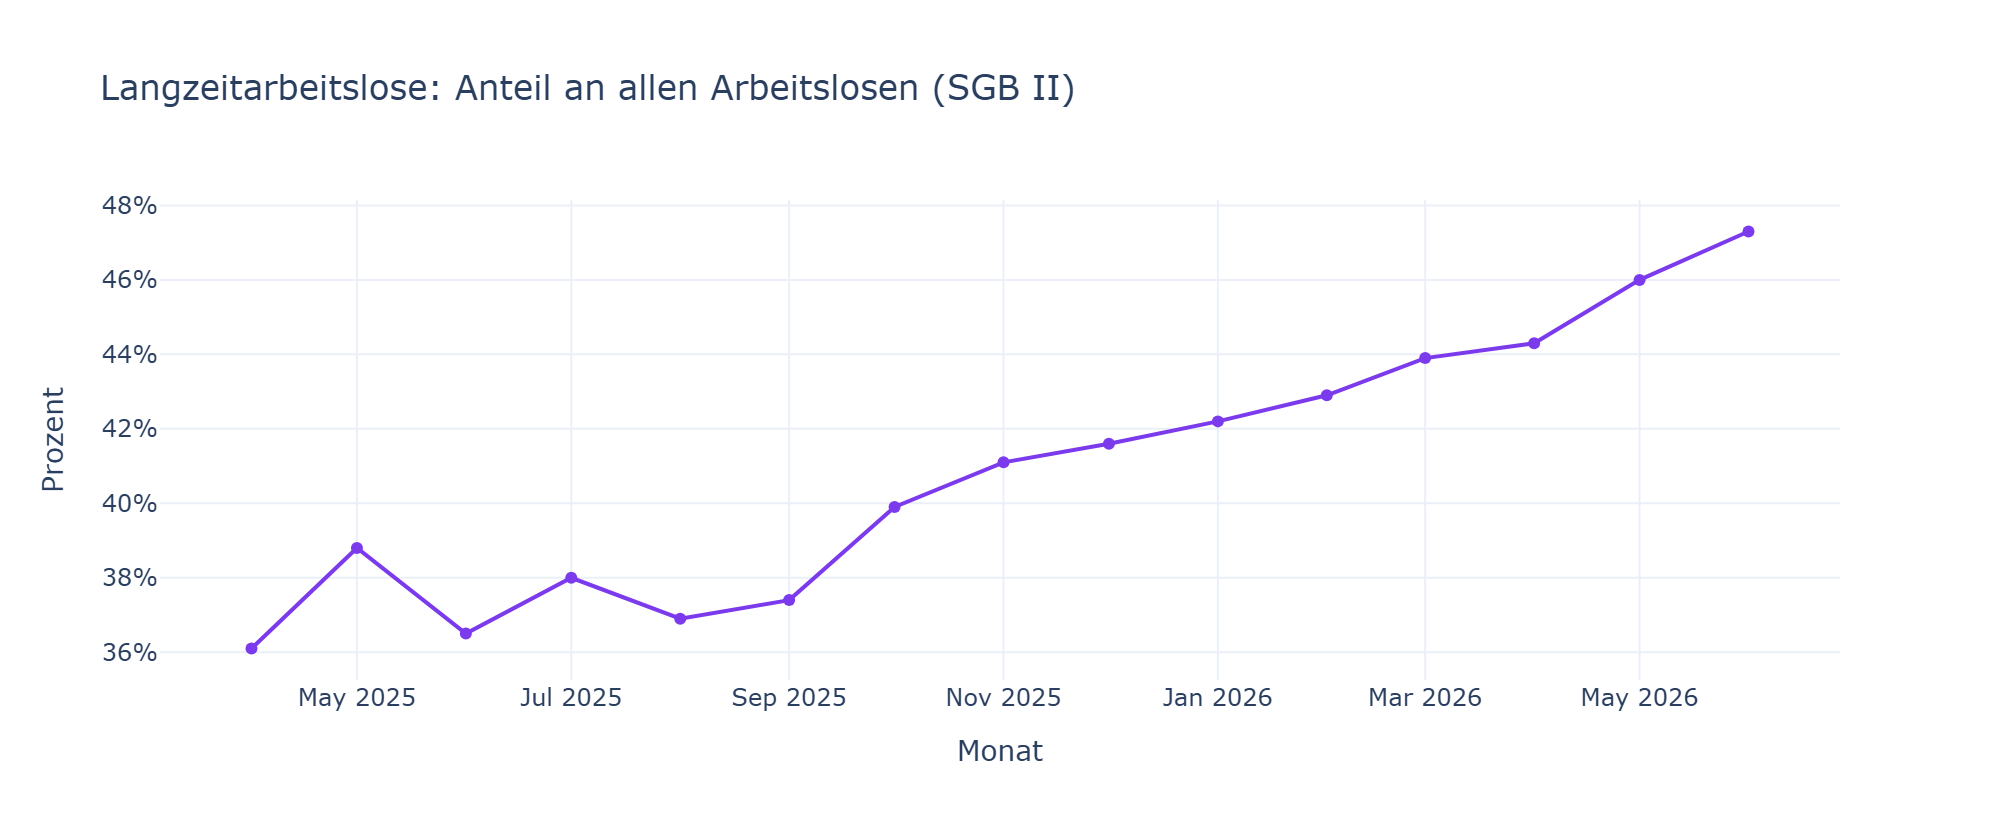 Langzeitarbeitslose: Anteil an allen Arbeitslosen (SGB II)
48%
46%
44%
42%
40%
38%
36%
Prozent
May 2025
Jul 2025
Sep 2025
Nov 2025
Jan 2026
Mar 2026
May 2026
Monat